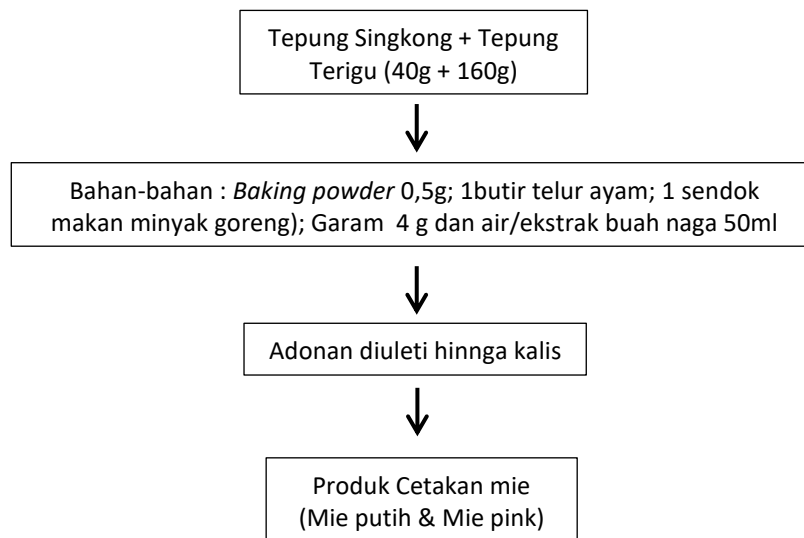 Tepung Singkong + Tepung
Terigu (40g + 160g)
Bahan-bahan : Baking powder 0,5g; 1butir telur ayam; 1 sendok
makan minyak goreng); Garam  4 g dan air/ekstrak buah naga 50ml
Adonan diuleti hinnga kalis
Produk Cetakan mie
(Mie putih & Mie pink)